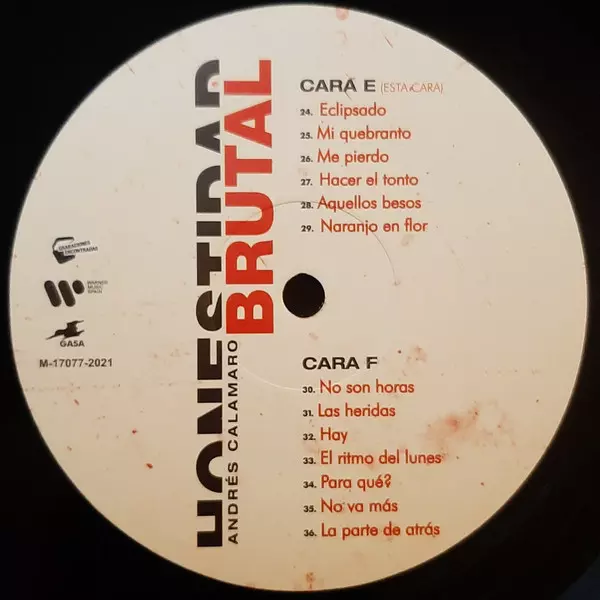 HONESTIDAD
BRUTAL
ANDRÉS CALAMARO
CARA E (ESTA CARA)
24. Eclipsado
25. Mi quebranto
26. Me pierdo
27. Hacer el tonto
28. Aquellos besos
29. Naranjo en flor
GRABACIONES
ENCONTRADAS
WARNER
MUSIC
SPAIN
GASA
M-17077-2021
CARA F
30. No son horas
31. Las heridas
32. Hay
33. El ritmo del lunes
34. Para qué?
35. No va más
36. La parte de atrás